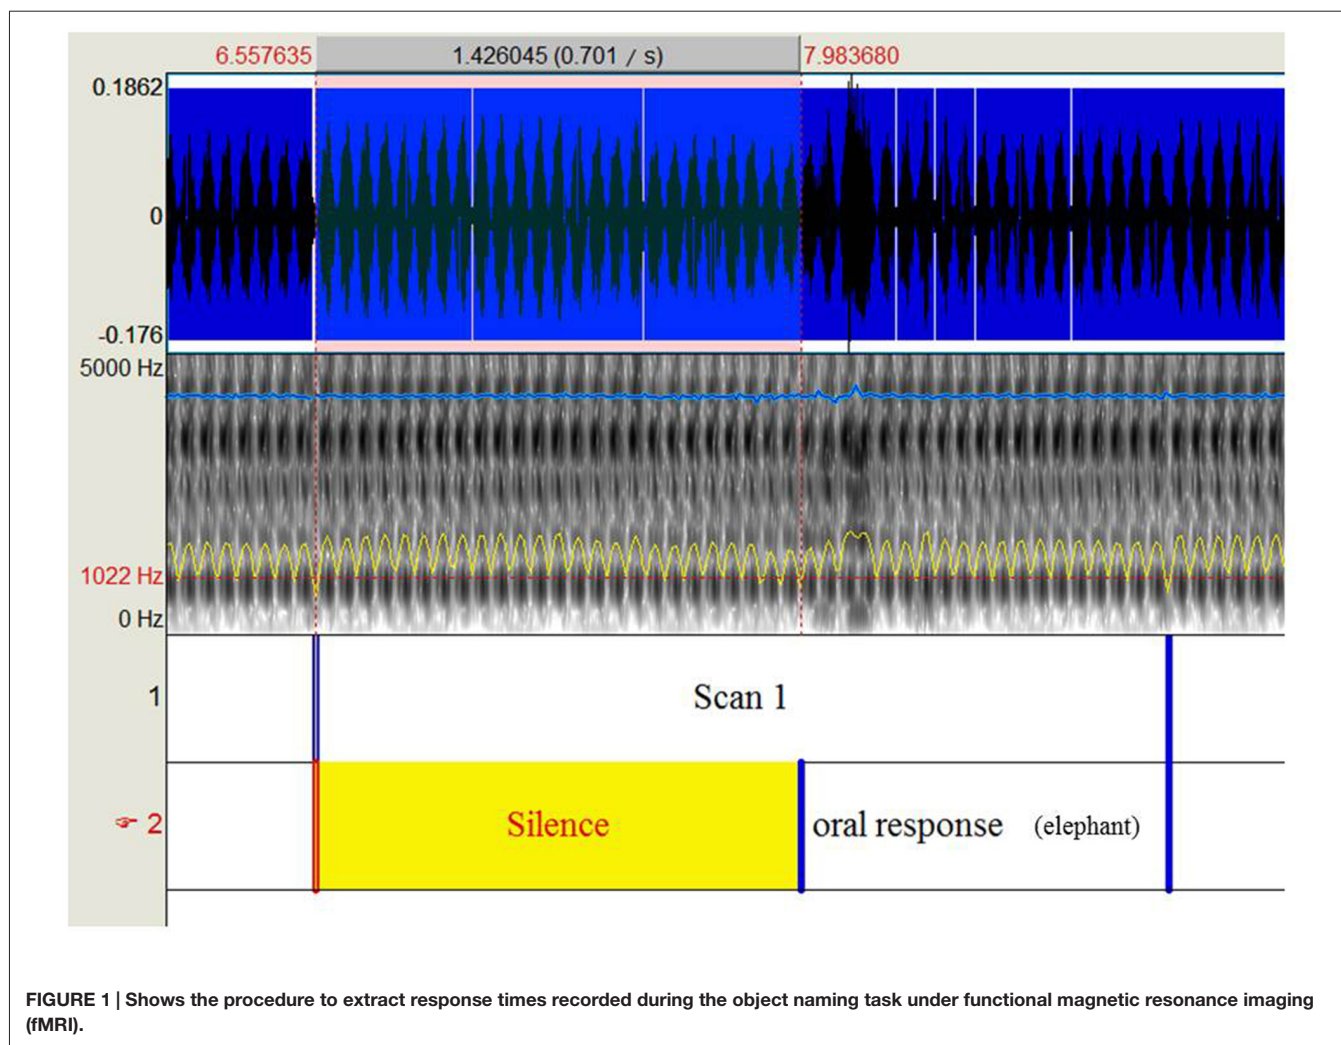 6.557635 1.426045 (0.701 / s) 7.983680
0.1862
0
-0.176
5000 Hz
1022 Hz
0 Hz
1 Scan 1
☞ 2 Silence oral response (elephant)
FIGURE 1 | Shows the procedure to extract response times recorded during the object naming task under functional magnetic resonance imaging
(fMRI).